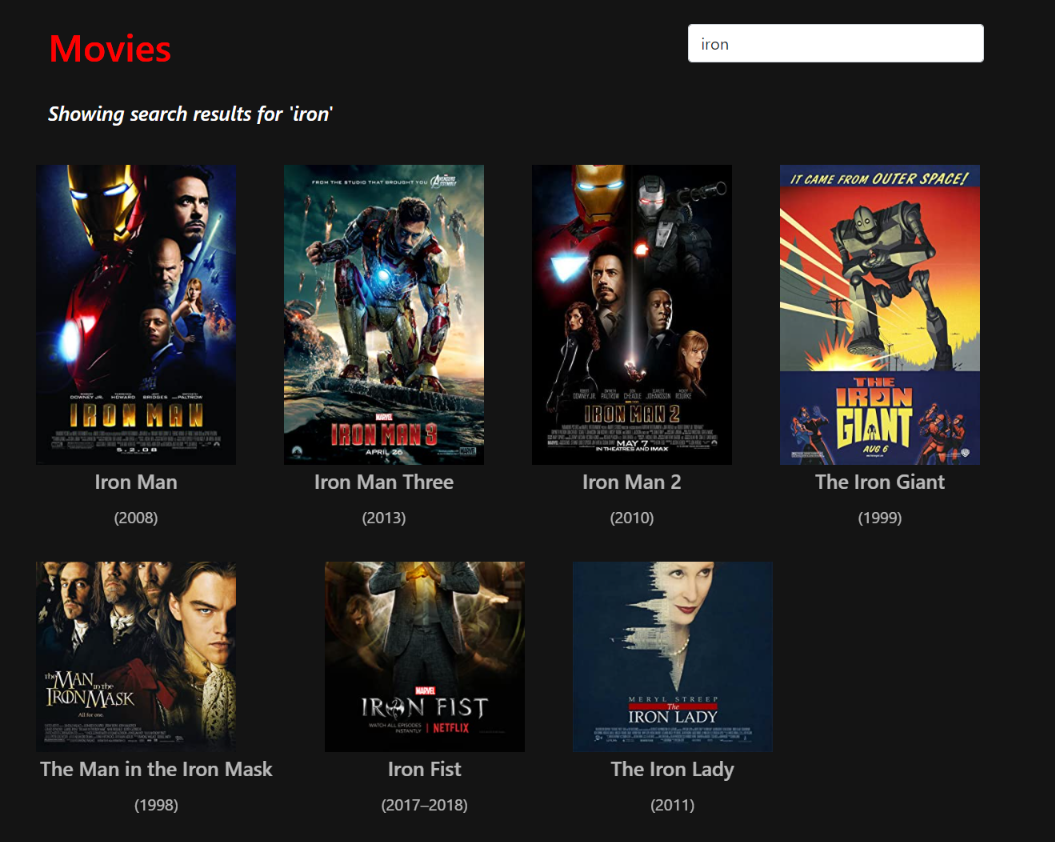 Movies
iron
Showing search results for 'iron'
IRON MAN
5.2.08
Iron Man
(2008)
FROM THE STUDIO THAT BROUGHT YOU
MARVEL
IRON MAN 3
APRIL 26
Iron Man Three
(2013)
IRON MAN 2
MAY 7
IN THEATRES AND IMAX
Iron Man 2
(2010)
IT CAME FROM OUTER SPACE!
THE
IRON
GIANT
AUG 6
The Iron Giant
(1999)
The MAN in the
IRON MASK
All for one.
The Man in the Iron Mask
(1998)
MARVEL
IRON FIST
WATCH ALL EPISODES
INSTANTLY
NETFLIX
Iron Fist
(2017–2018)
MERYL STREEP
The
IRON LADY
The Iron Lady
(2011)